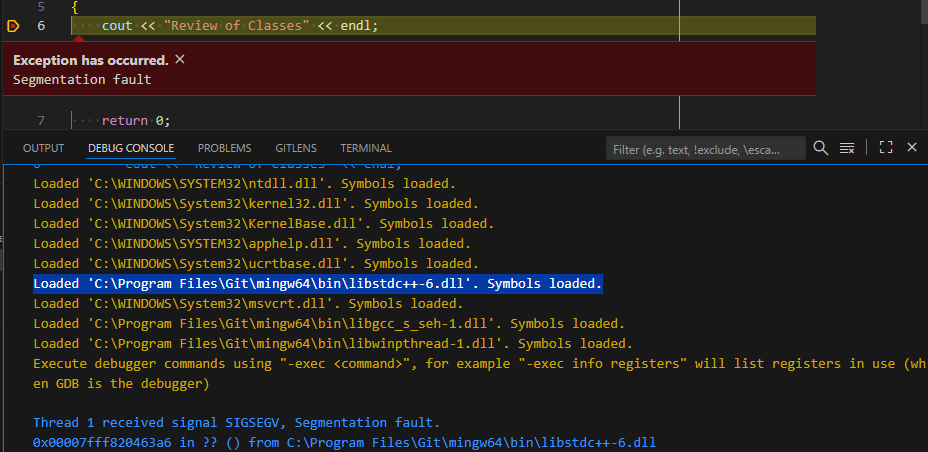 5 {
6 ····cout·<<·"Review·of·Classes"·<<·endl;
Exception has occurred. ×
Segmentation fault
7 ····return·0;
OUTPUT DEBUG CONSOLE PROBLEMS GITLENS TERMINAL Filter (e.g. text, !exclude, \esca...
Loaded 'C:\WINDOWS\SYSTEM32\ntdll.dll'. Symbols loaded.
Loaded 'C:\WINDOWS\System32\kernel32.dll'. Symbols loaded.
Loaded 'C:\WINDOWS\System32\KernelBase.dll'. Symbols loaded.
Loaded 'C:\WINDOWS\SYSTEM32\apphelp.dll'. Symbols loaded.
Loaded 'C:\WINDOWS\System32\ucrtbase.dll'. Symbols loaded.
Loaded 'C:\Program Files\Git\mingw64\bin\libstdc++-6.dll'. Symbols loaded.
Loaded 'C:\WINDOWS\System32\msvcrt.dll'. Symbols loaded.
Loaded 'C:\Program Files\Git\mingw64\bin\libgcc_s_seh-1.dll'. Symbols loaded.
Loaded 'C:\Program Files\Git\mingw64\bin\libwinpthread-1.dll'. Symbols loaded.
Execute debugger commands using "-exec <command>", for example "-exec info registers" will list registers in use (wh
en GDB is the debugger)
Thread 1 received signal SIGSEGV, Segmentation fault.
0x00007fff820463a6 in ?? () from C:\Program Files\Git\mingw64\bin\libstdc++-6.dll